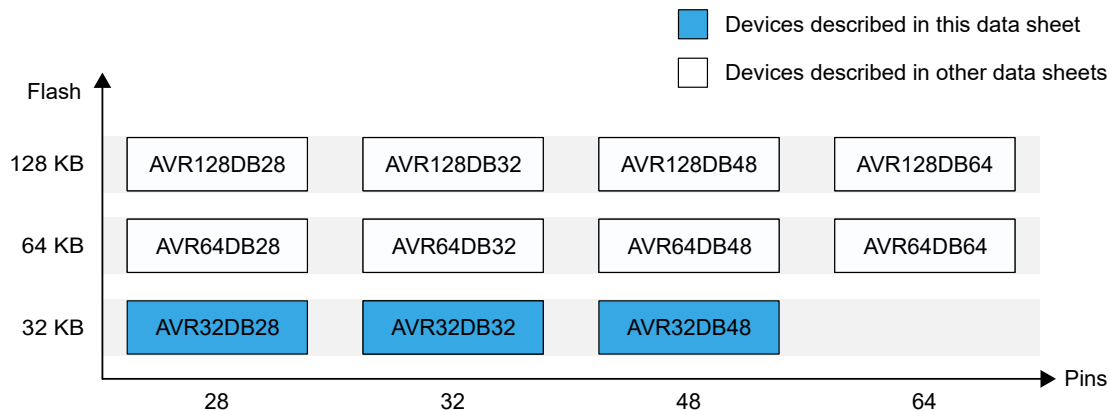 Devices described in this data sheet
Devices described in other data sheets
Flash
128 KB AVR128DB28 AVR128DB32 AVR128DB48 AVR128DB64
64 KB AVR64DB28 AVR64DB32 AVR64DB48 AVR64DB64
32 KB AVR32DB28 AVR32DB32 AVR32DB48
Pins
28 32 48 64